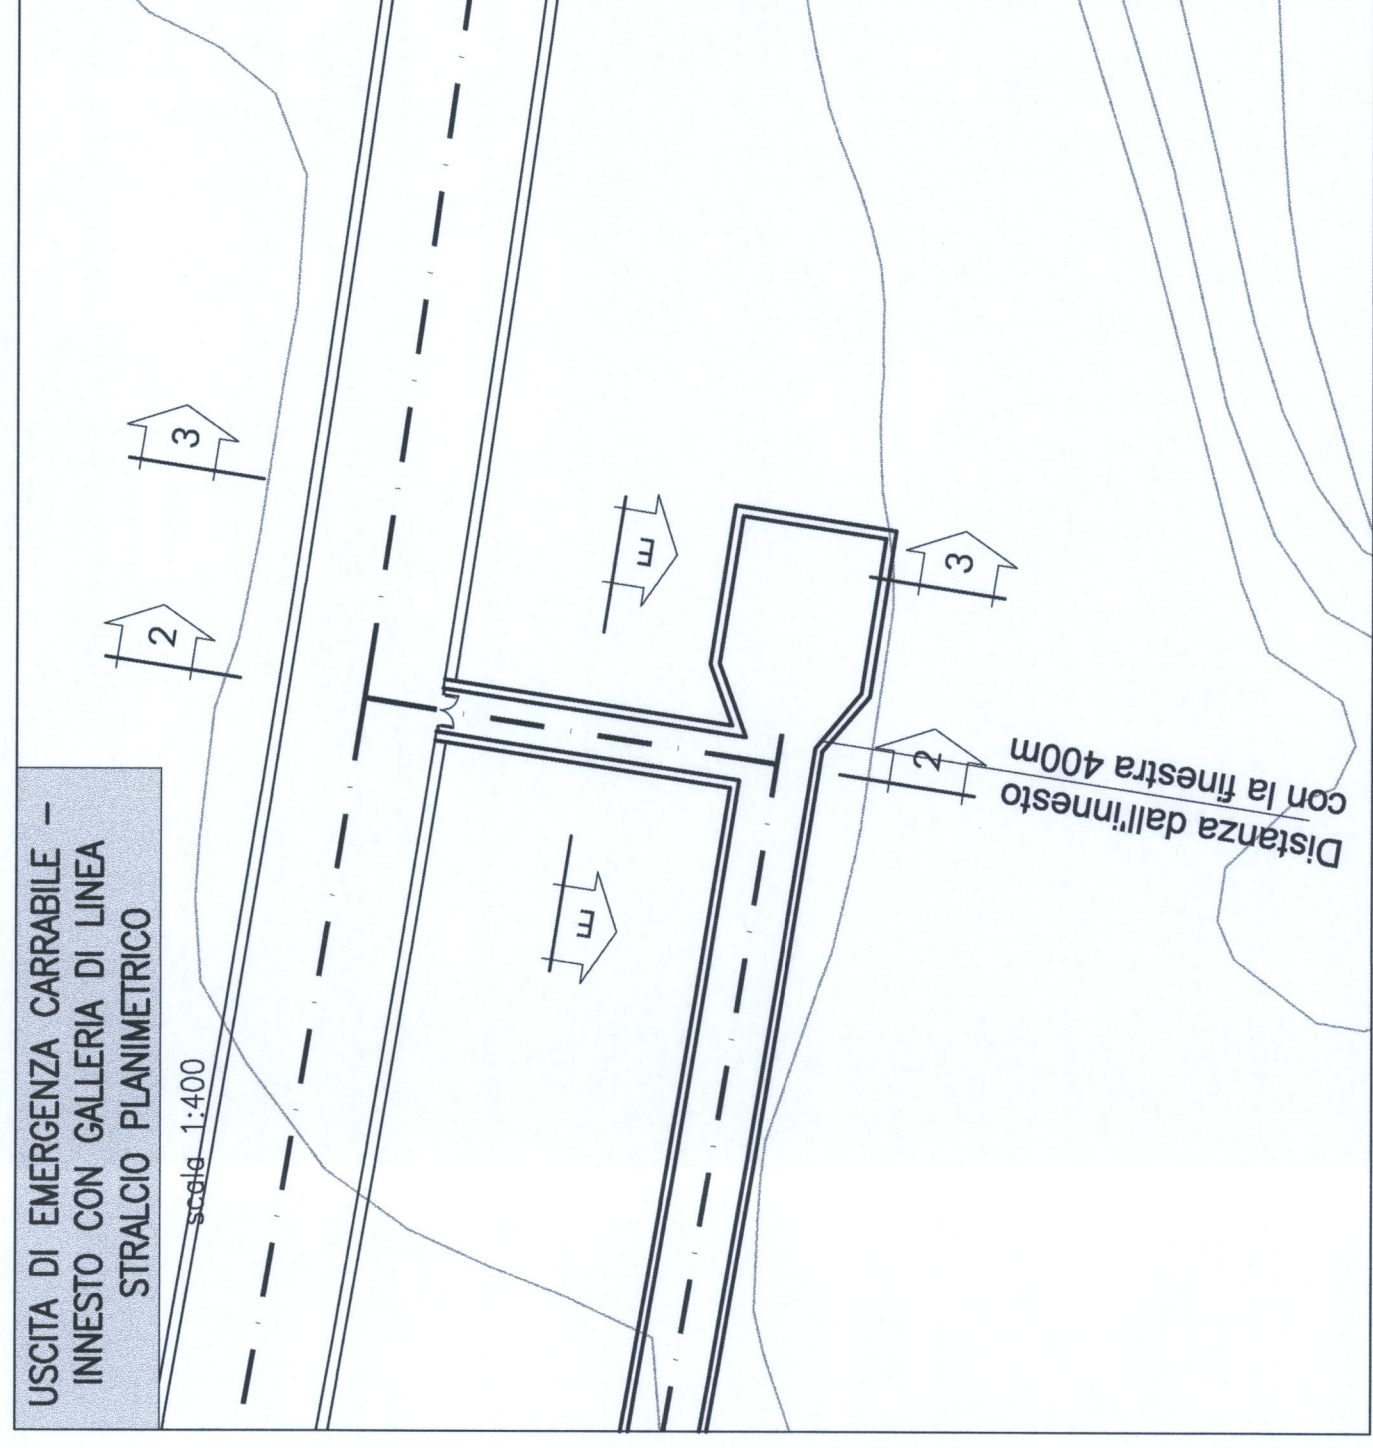 USCITA DI EMERGENZA CARRABILE –
INNESTO CON GALLERIA DI LINEA
STRALCIO PLANIMETRICO
scala 1:400
2
3
E
E
2
3
Distanza dall'innesto
con la finestra 400m